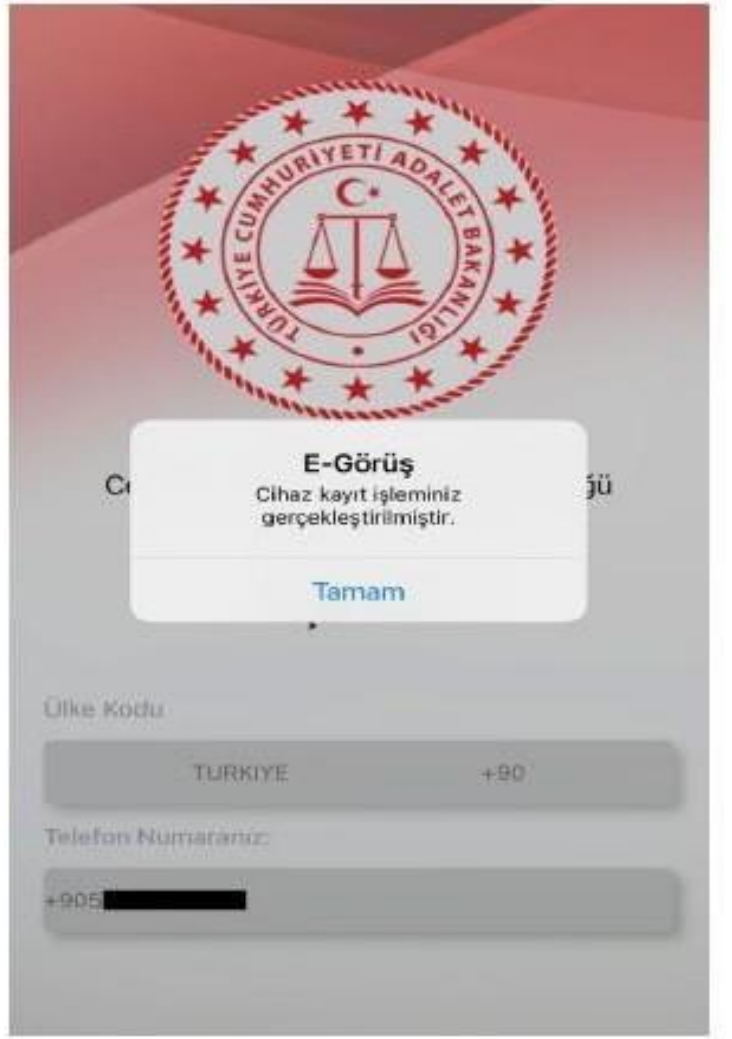 TÜRKİYE CUMHURİYETİ ADALET BAKANLIĞI
E-Görüş
Cihaz kayıt işleminiz
gerçekleştirilmiştir.
Tamam
Ülke Kodu
TURKIYE +90
Telefon Numaranız:
+905